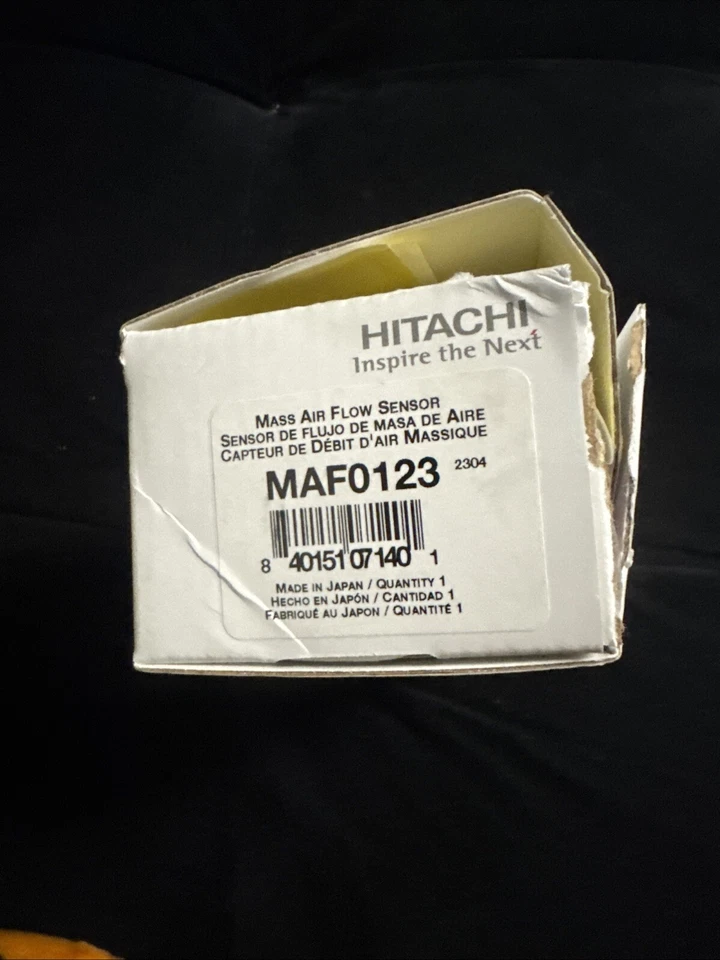 HITACHI
Inspire the Next
MASS AIR FLOW SENSOR
SENSOR DE FLUJO DE MASA DE AIRE
CAPTEUR DE DÉBIT D'AIR MASSIQUE
MAF0123 2304
8 40151 07140 1
MADE IN JAPAN / QUANTITY 1
HECHO EN JAPÓN / CANTIDAD 1
FABRIQUÉ AU JAPON / QUANTITÉ 1